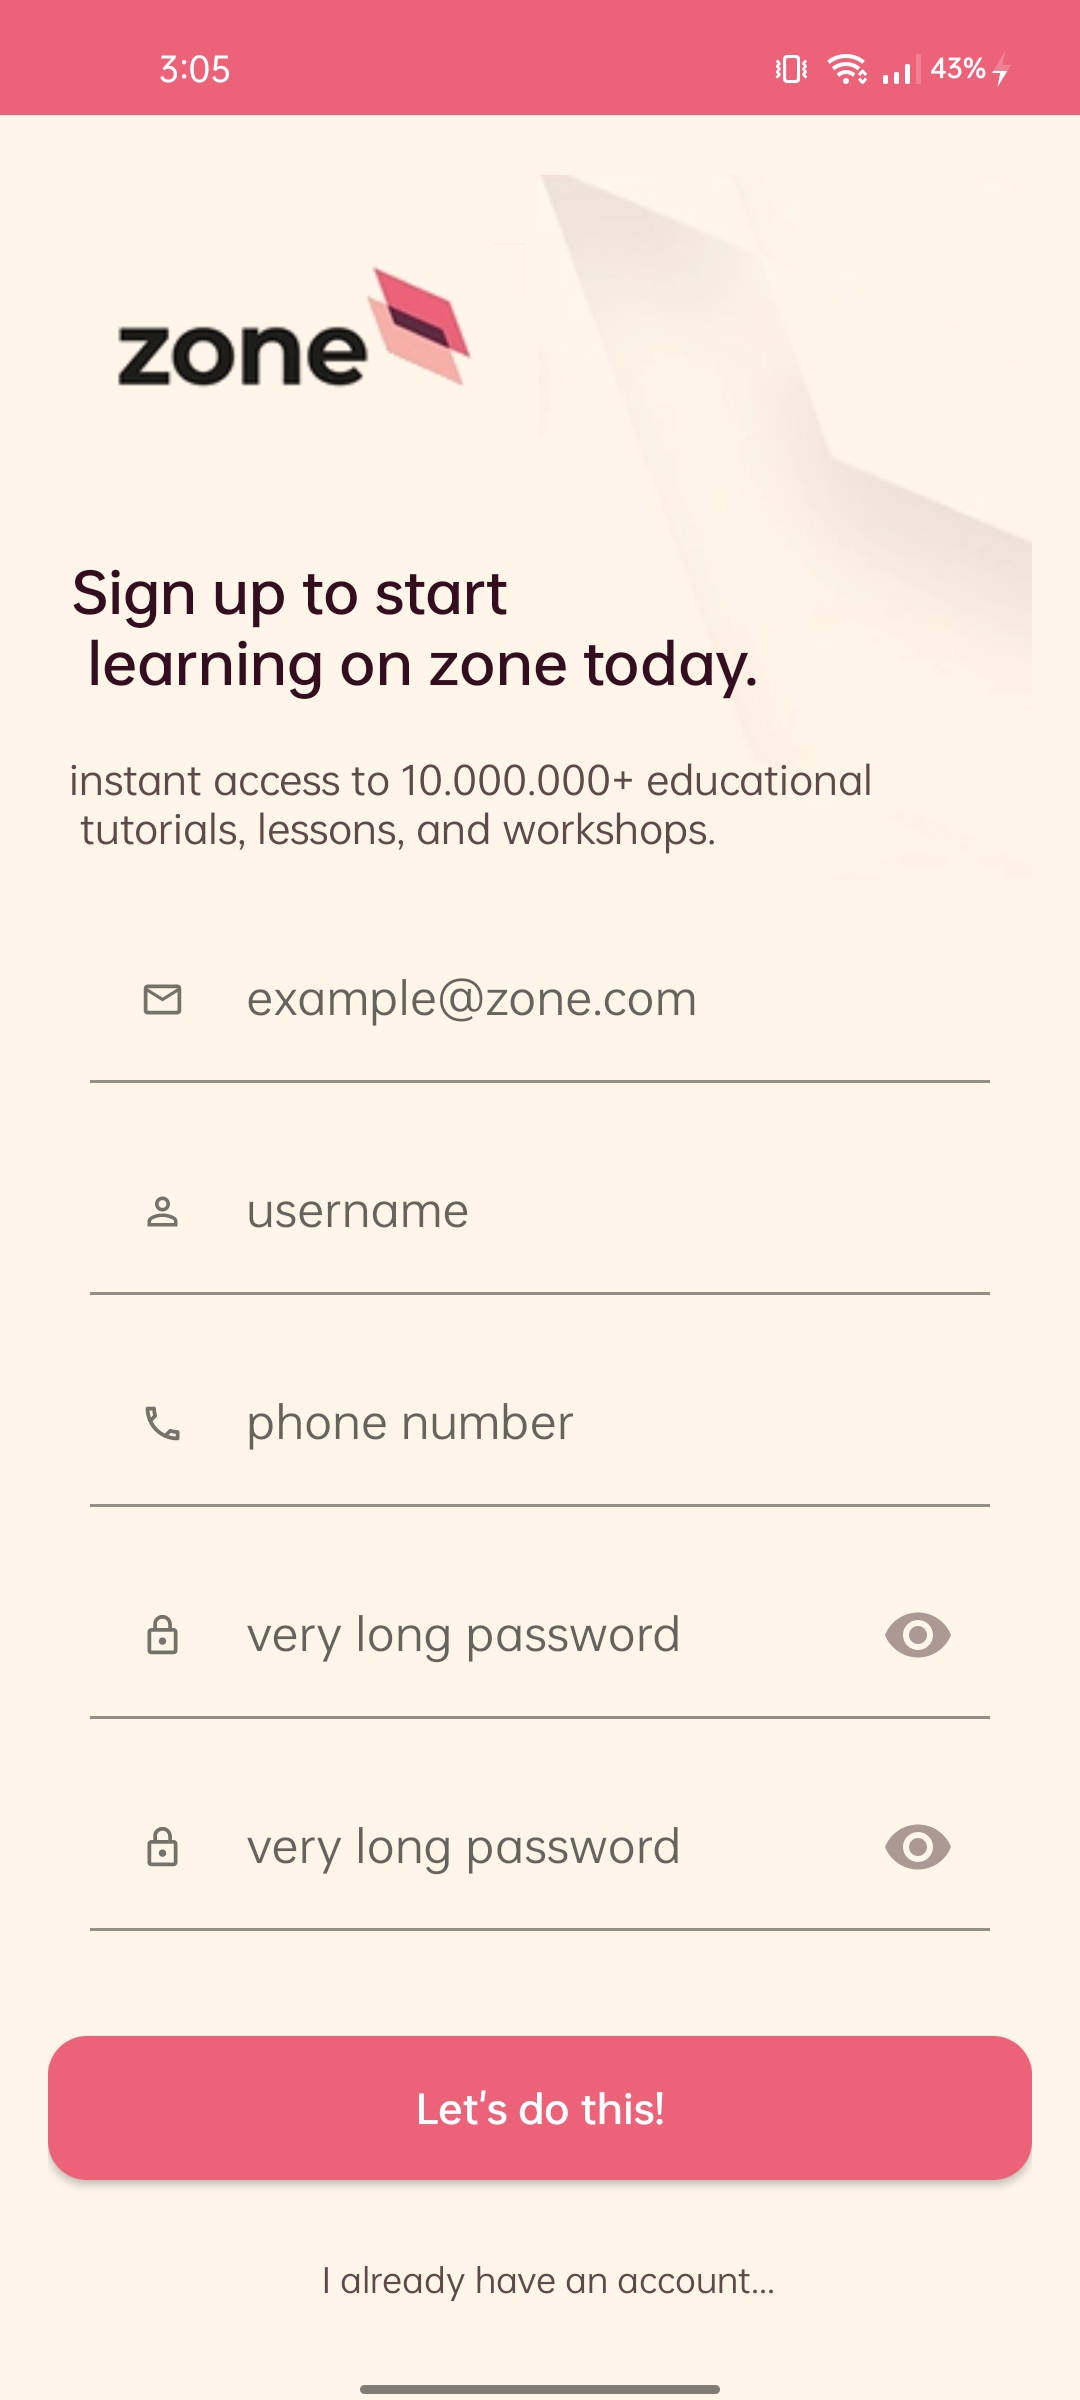 3:05
43%
zone
Sign up to start
learning on zone today.
instant access to 10.000.000+ educational
tutorials, lessons, and workshops.
example@zone.com
username
phone number
very long password
very long password
Let's do this!
I already have an account...